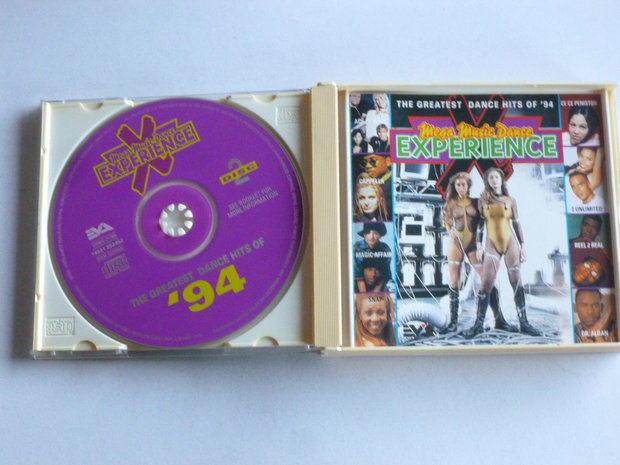 Mega Music Dance
EXPERIENCE
X
DISC 2
SEE BOOKLET FOR
MORE INFORMATION
EVA
THE GREATEST DANCE HITS OF
'94
THE GREATEST DANCE HITS OF '94
Mega Music Dance
EXPERIENCE
CE CE PENISTON
CAPPELLA
2 UNLIMITED
MAGIC AFFAIR
REEL 2 REAL
SNAP
DR. ALBAN